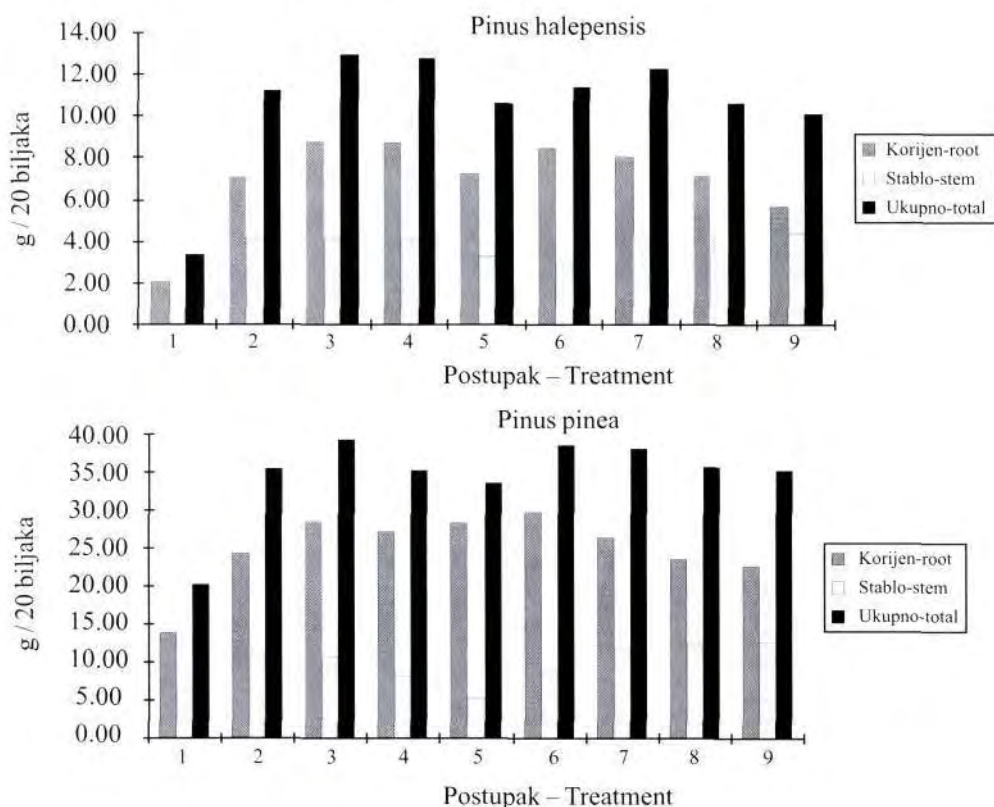 Pinus halepensis
g / 20 biljaka
14.00
12.00
10.00
8.00
6.00
4.00
2.00
0.00
1 2 3 4 5 6 7 8 9
Postupak – Treatment
Korijen-root
Stablo-stem
Ukupno-total
Pinus pinea
g / 20 biljaka
40.00
35.00
30.00
25.00
20.00
15.00
10.00
5.00
0.00
1 2 3 4 5 6 7 8 9
Postupak – Treatment
Korijen-root
Stablo-stem
Ukupno-total